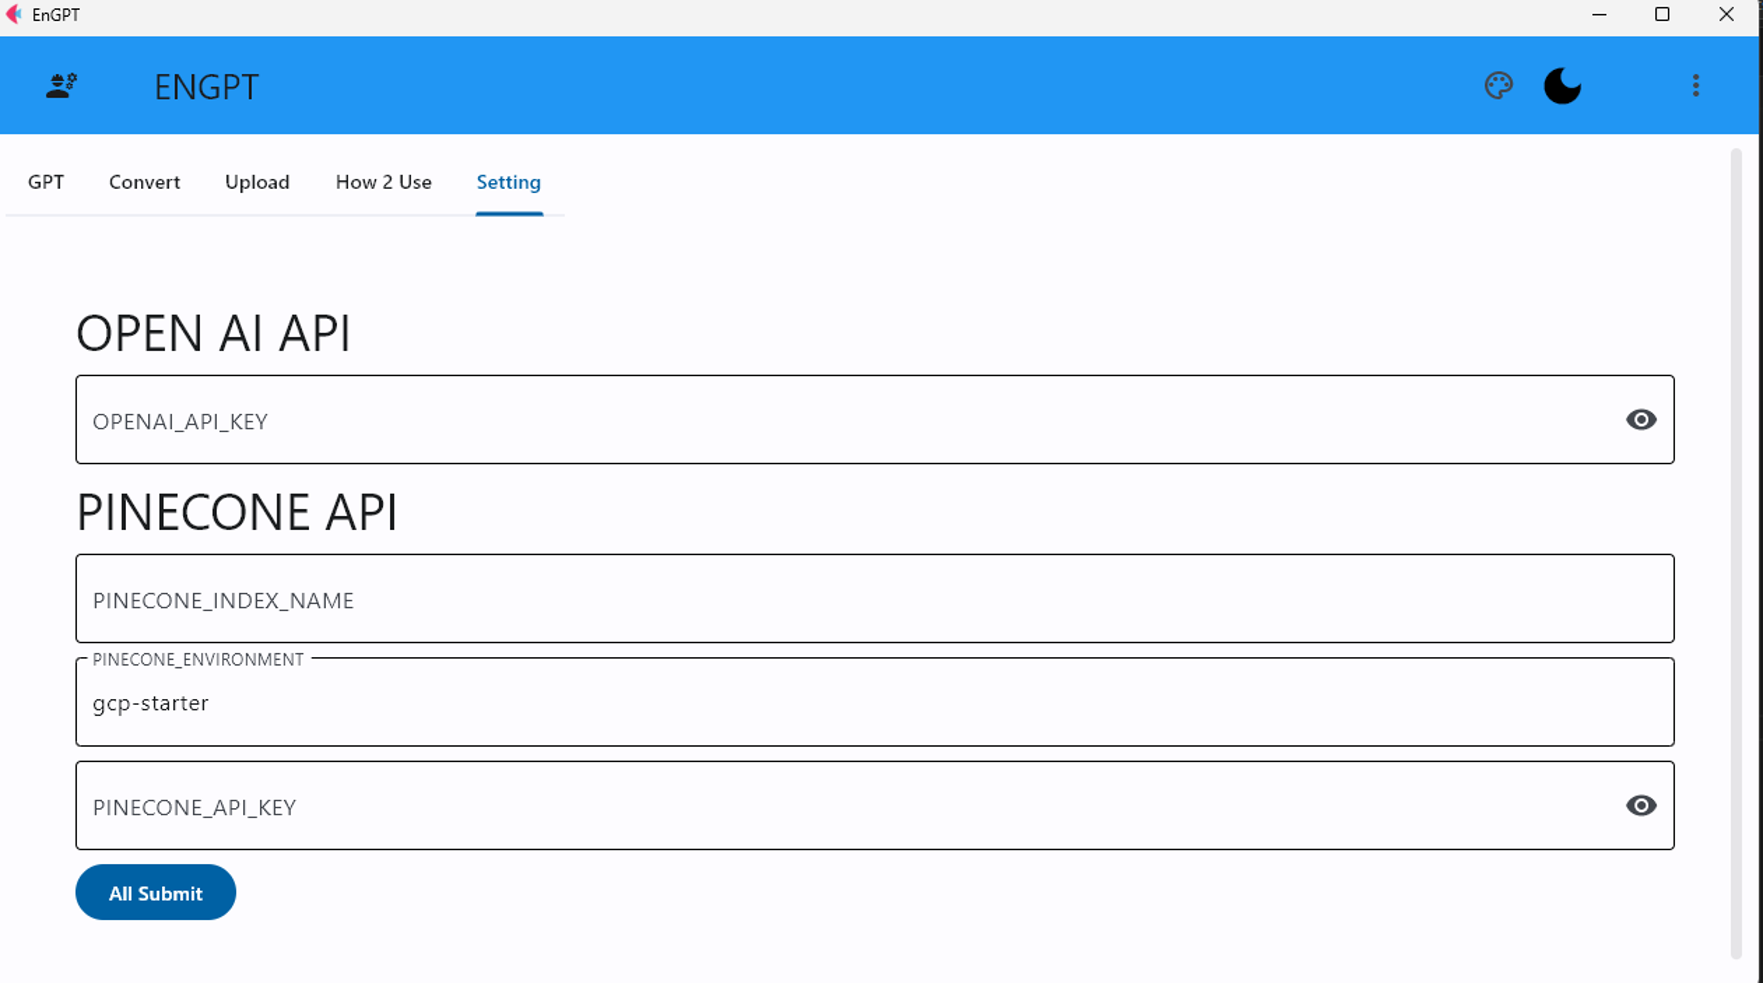 EnGPT
ENGPT
GPT Convert Upload How 2 Use Setting
OPEN AI API
OPENAI_API_KEY
PINECONE API
PINECONE_INDEX_NAME
PINECONE_ENVIRONMENT
gcp-starter
PINECONE_API_KEY
All Submit